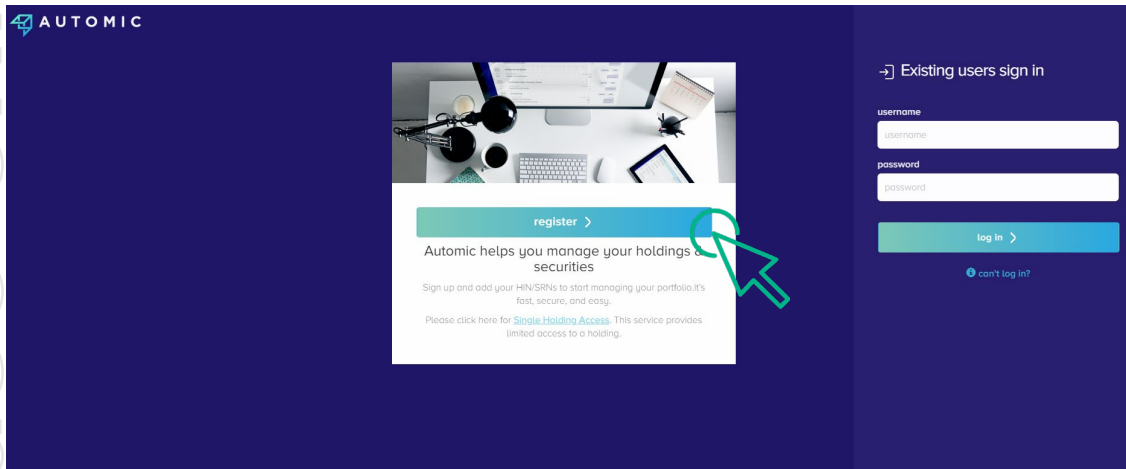 AUTOMIC
register
Automic helps you manage your holdings &
securities
Sign up and add your HIN/SRNs to start managing your portfolio.It's
fast, secure, and easy.
Please click here for Single Holding Access. This service provides
limited access to a holding.
Existing users sign in
username
username
password
password
log in
can't log in?